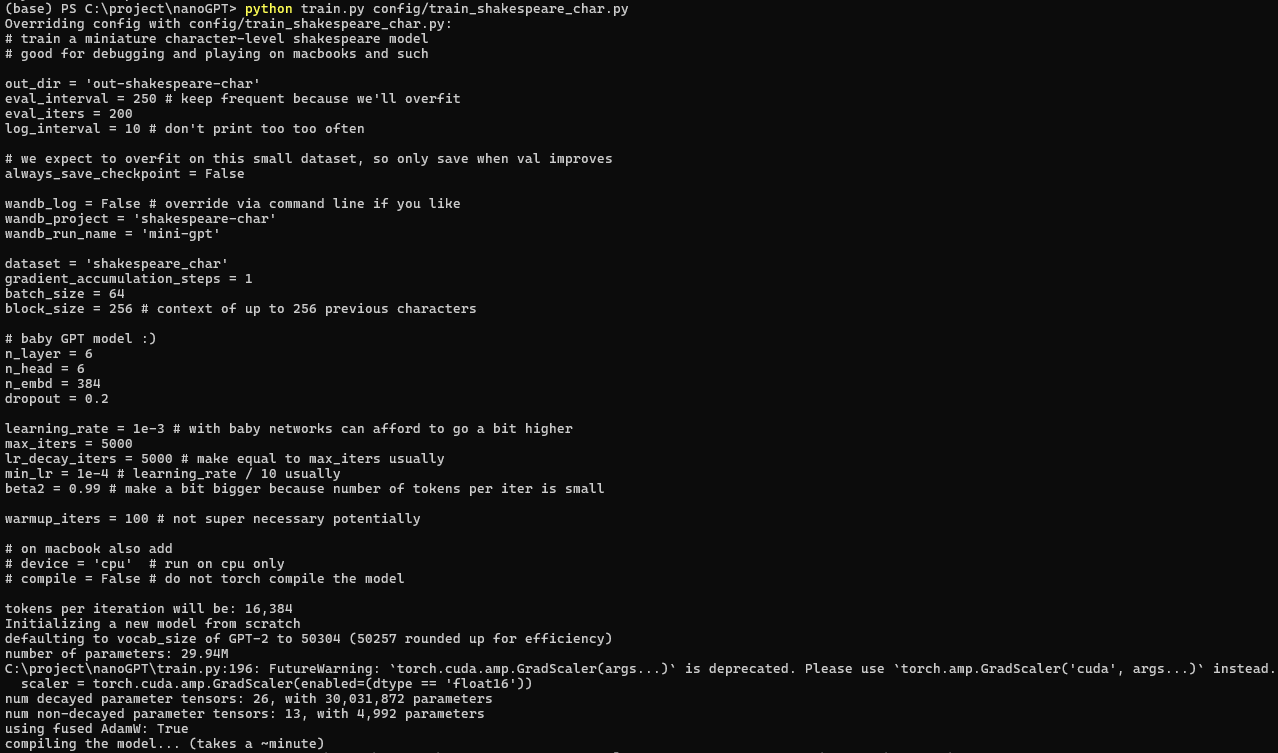 (base) PS C:\project\nanoGPT> python train.py config/train_shakespeare_char.py
Overriding config with config/train_shakespeare_char.py:
# train a miniature character-level shakespeare model
# good for debugging and playing on macbooks and such
out_dir = 'out-shakespeare-char'
eval_interval = 250 # keep frequent because we'll overfit
eval_iters = 200
log_interval = 10 # don't print too too often
# we expect to overfit on this small dataset, so only save when val improves
always_save_checkpoint = False
wandb_log = False # override via command line if you like
wandb_project = 'shakespeare-char'
wandb_run_name = 'mini-gpt'
dataset = 'shakespeare_char'
gradient_accumulation_steps = 1
batch_size = 64
block_size = 256 # context of up to 256 previous characters
# baby GPT model :)
n_layer = 6
n_head = 6
n_embd = 384
dropout = 0.2
learning_rate = 1e-3 # with baby networks can afford to go a bit higher
max_iters = 5000
lr_decay_iters = 5000 # make equal to max_iters usually
min_lr = 1e-4 # learning_rate / 10 usually
beta2 = 0.99 # make a bit bigger because number of tokens per iter is small
warmup_iters = 100 # not super necessary potentially
# on macbook also add
# device = 'cpu'  # run on cpu only
# compile = False # do not torch compile the model
tokens per iteration will be: 16,384
Initializing a new model from scratch
defaulting to vocab_size of GPT-2 to 50304 (50257 rounded up for efficiency)
number of parameters: 29.94M
C:\project\nanoGPT\train.py:196: FutureWarning: `torch.cuda.amp.GradScaler(args...)` is deprecated. Please use `torch.amp.GradScaler('cuda', args...)` instead.
  scaler = torch.cuda.amp.GradScaler(enabled=(dtype == 'float16'))
num decayed parameter tensors: 26, with 30,031,872 parameters
num non-decayed parameter tensors: 13, with 4,992 parameters
using fused AdamW: True
compiling the model... (takes a ~minute)